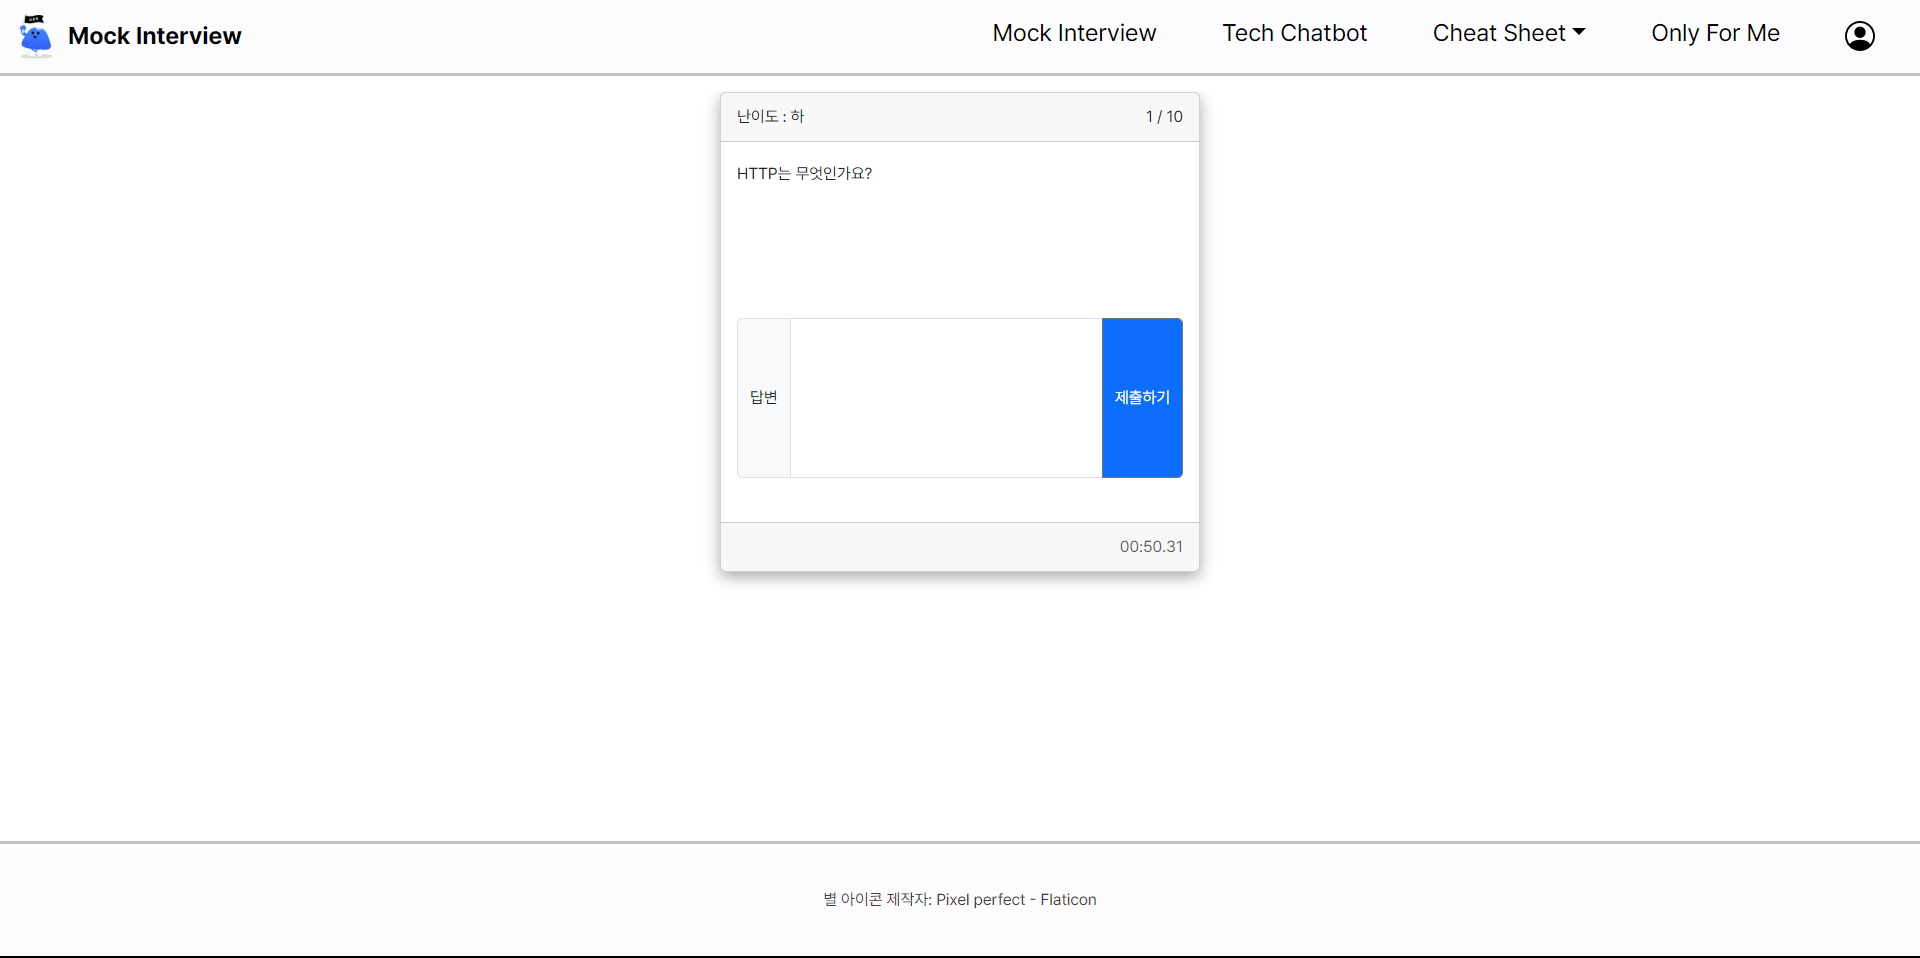 Mock Interview
Mock Interview
Tech Chatbot
Cheat Sheet
Only For Me
난이도 : 하
1 / 10
HTTP는 무엇인가요?
답변
제출하기
00:50.31
별 아이콘 제작자: Pixel perfect - Flaticon